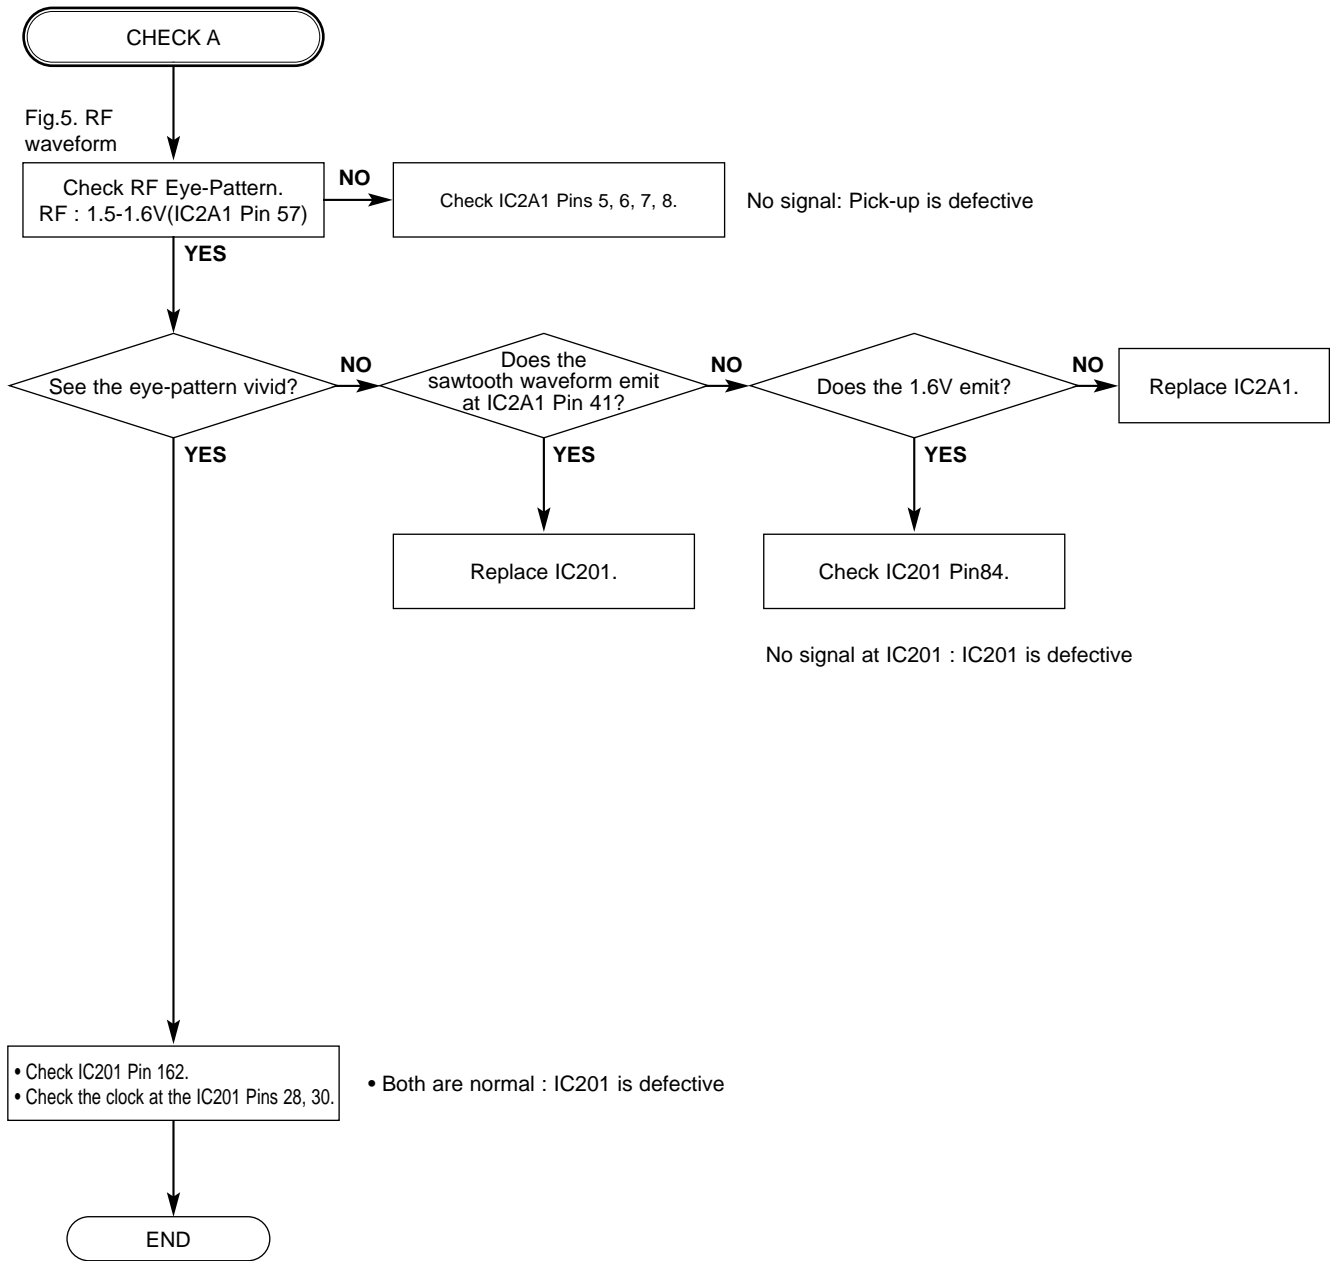 CHECK A
Fig.5. RF
waveform
Check RF Eye-Pattern.
RF : 1.5-1.6V(IC2A1 Pin 57)
NO
Check IC2A1 Pins 5, 6, 7, 8.
No signal: Pick-up is defective
YES
See the eye-pattern vivid?
NO
Does the
sawtooth waveform emit
at IC2A1 Pin 41?
NO
Does the 1.6V emit?
NO
Replace IC2A1.
YES
YES
YES
Replace IC201.
Check IC201 Pin84.
No signal at IC201 : IC201 is defective
• Check IC201 Pin 162.
• Check the clock at the IC201 Pins 28, 30.
• Both are normal : IC201 is defective
END